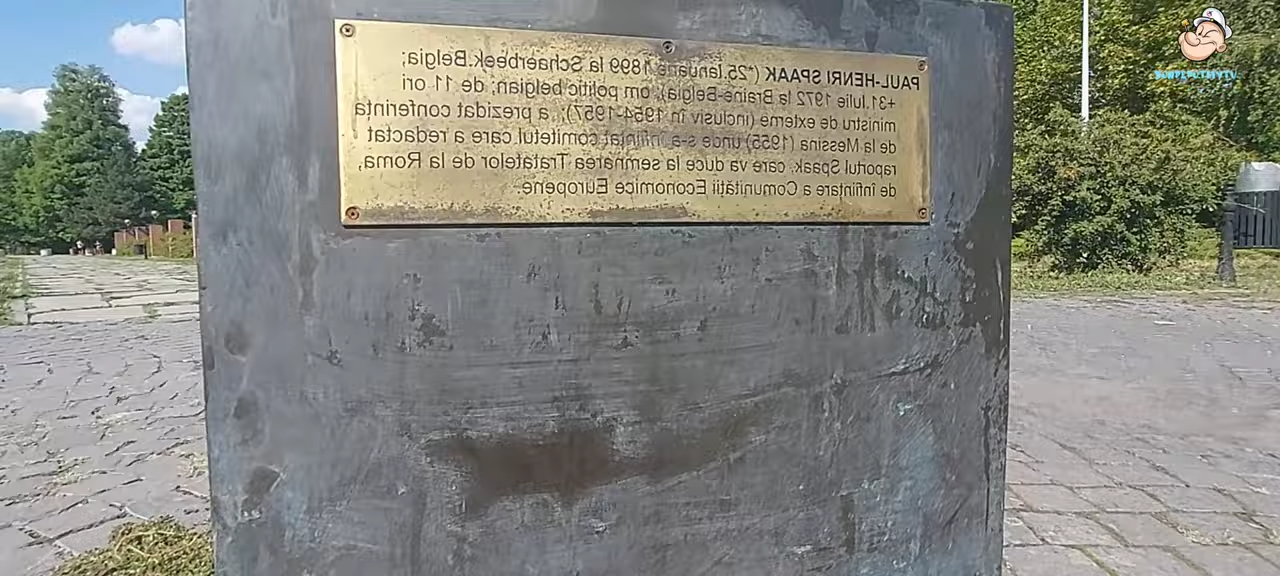 PAUL-HENRI SPAAK (*25.Ianuarie.1899 la Schaerbeek.Belgia;
+31.Iulie 1972 la Braine-Belgia), om politic belgian; de 11 ori
ministru de externe (inclusiv în 1954-1957)... a prezidat conferința
de la Messina (1955) unde s-a înființat comitetul care a redactat
raportul Spaak, care va duce la semnarea Tratatelor de la Roma,
de înființare a Comunității Economice Europene.